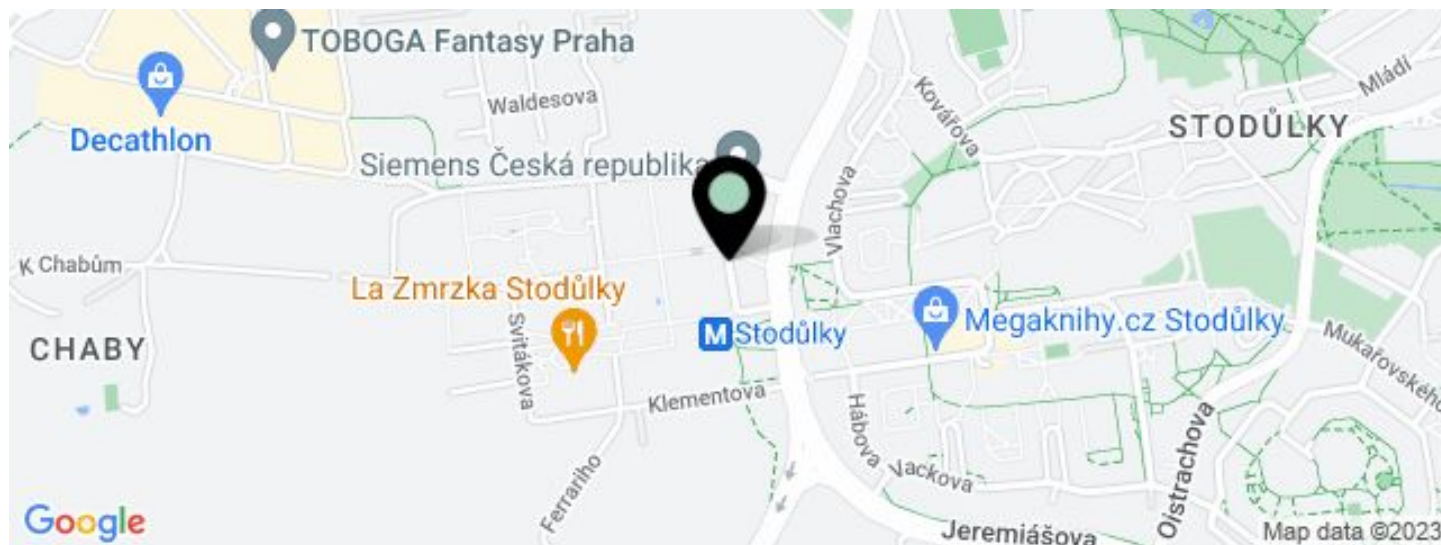 TOBOGA Fantasy Praha
Decathlon
Waldesova
Siemens Česká republika
Kovářova
Mládí
STODŮLKY
Vlachova
K Chabům
La Zmrzka Stodůlky
CHABY
Svitákova
M Stodůlky
Megaknihy.cz Stodůlky
Mukařovského
Klementova
Hábova
Vackova
Ferrariho
Oistrachova
Jeremiášova
Google
Map data ©2023